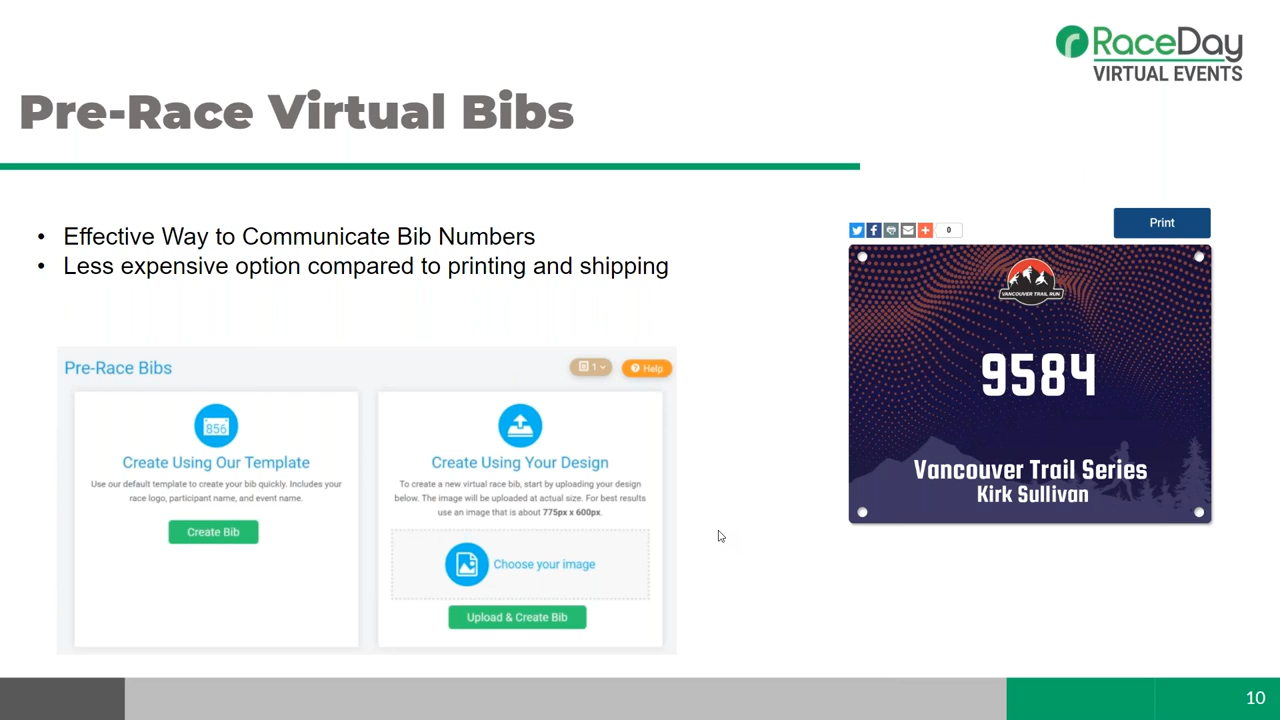 RaceDay
VIRTUAL EVENTS
Pre-Race Virtual Bibs
• Effective Way to Communicate Bib Numbers
• Less expensive option compared to printing and shipping
Print
0
VANCOUVER TRAIL RUN
9584
Vancouver Trail Series
Kirk Sullivan
Pre-Race Bibs
1
Help
856
Create Using Our Template
Use our default template to create your bib quickly. Includes your
race logo, participant name, and event name.
Create Bib
Create Using Your Design
To create a new virtual race bib, start by uploading your design
below. The image will be uploaded at actual size. For best results
use an image that is about 775px x 600px.
Choose your image
Upload & Create Bib
10